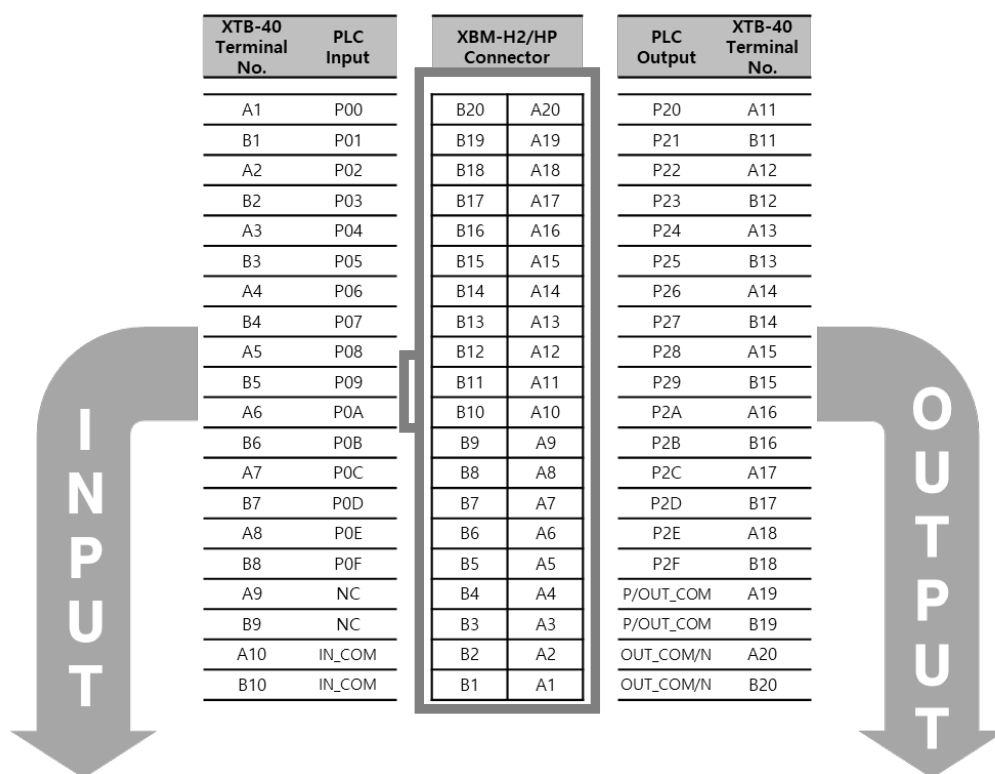 XTB-40 Terminal No. PLC Input XBM-H2/HP Connector PLC Output XTB-40 Terminal No.
A1 P00 B20 A20 P20 A11
B1 P01 B19 A19 P21 B11
A2 P02 B18 A18 P22 A12
B2 P03 B17 A17 P23 B12
A3 P04 B16 A16 P24 A13
B3 P05 B15 A15 P25 B13
A4 P06 B14 A14 P26 A14
B4 P07 B13 A13 P27 B14
A5 P08 B12 A12 P28 A15
B5 P09 B11 A11 P29 B15
A6 P0A B10 A10 P2A A16
B6 P0B B9 A9 P2B B16
A7 P0C B8 A8 P2C A17
B7 P0D B7 A7 P2D B17
A8 P0E B6 A6 P2E A18
B8 P0F B5 A5 P2F B18
A9 NC B4 A4 P/OUT_COM A19
B9 NC B3 A3 P/OUT_COM B19
A10 IN_COM B2 A2 OUT_COM/N A20
B10 IN_COM B1 A1 OUT_COM/N B20
INPUT
OUTPUT